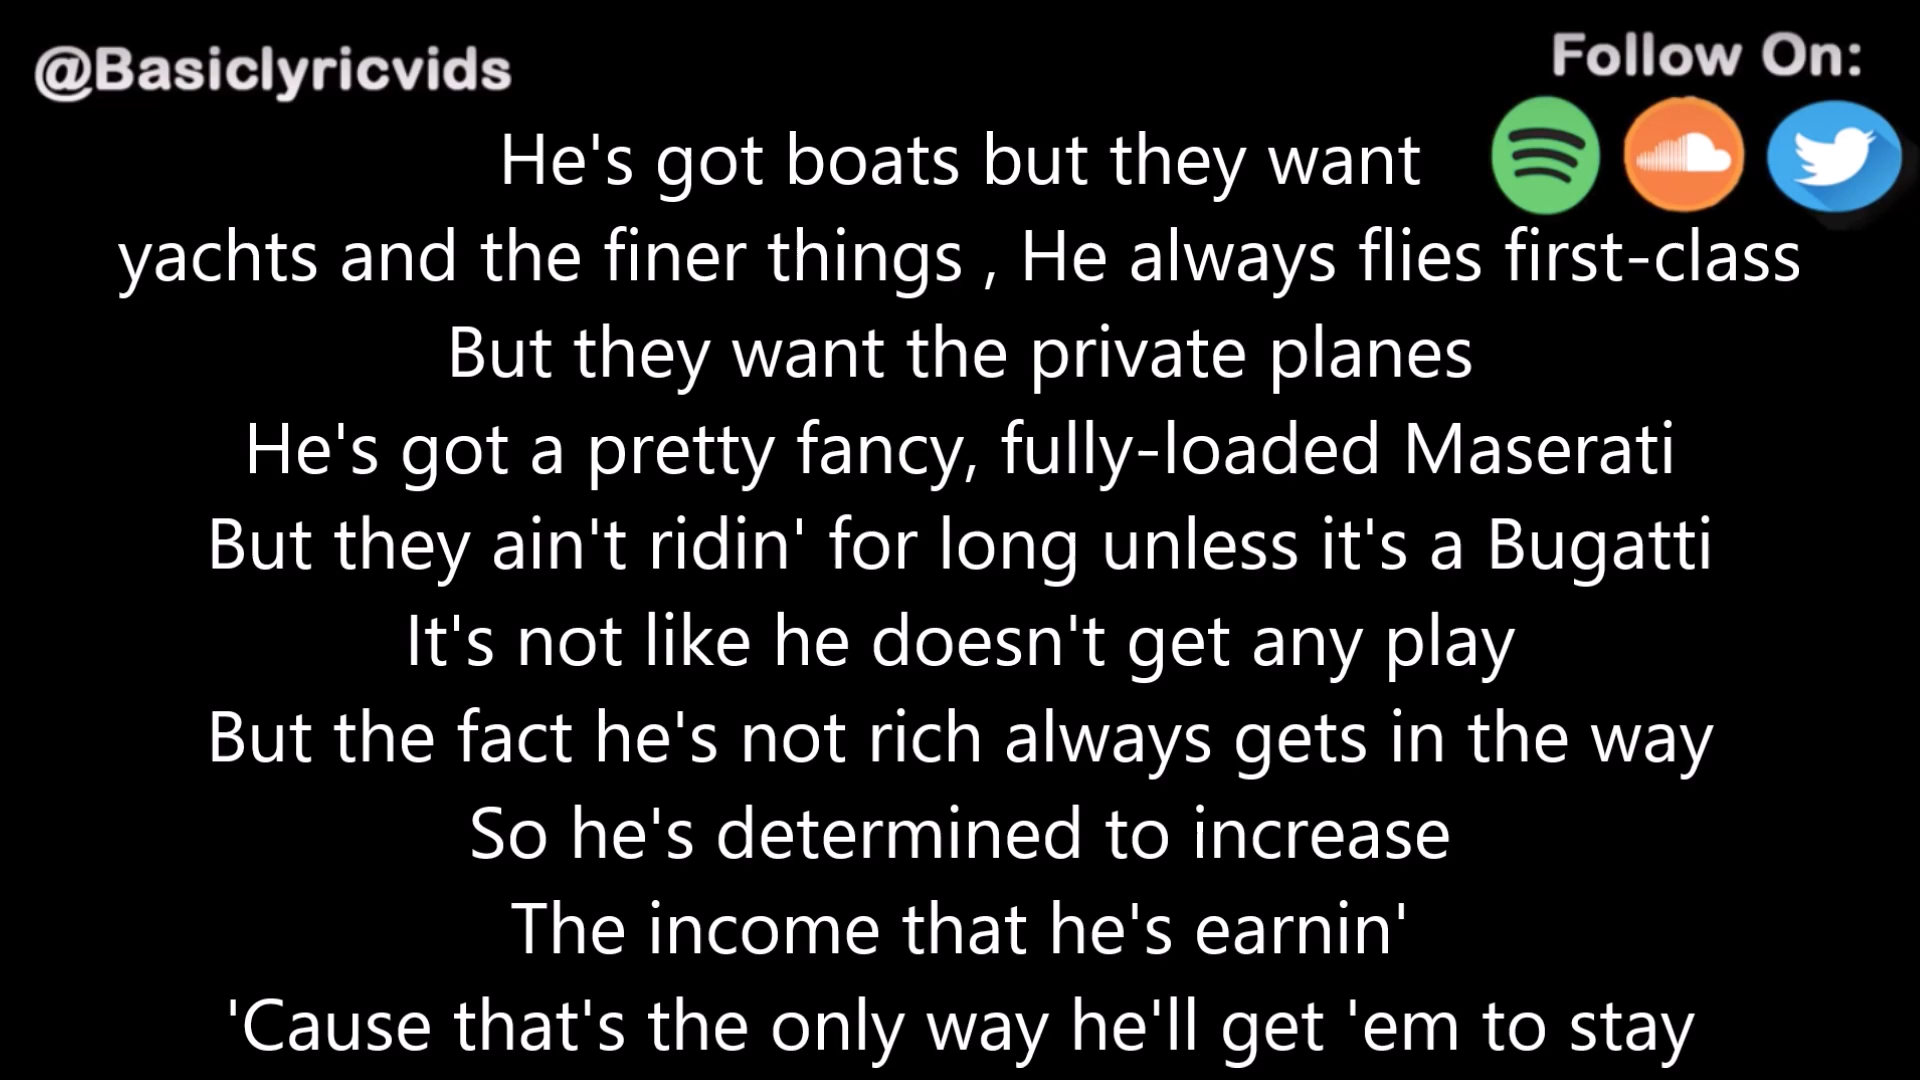 @Basiclyricvids
Follow On:
He's got boats but they want
yachts and the finer things , He always flies first-class
But they want the private planes
He's got a pretty fancy, fully-loaded Maserati
But they ain't ridin' for long unless it's a Bugatti
It's not like he doesn't get any play
But the fact he's not rich always gets in the way
So he's determined to increase
The income that he's earnin'
'Cause that's the only way he'll get 'em to stay